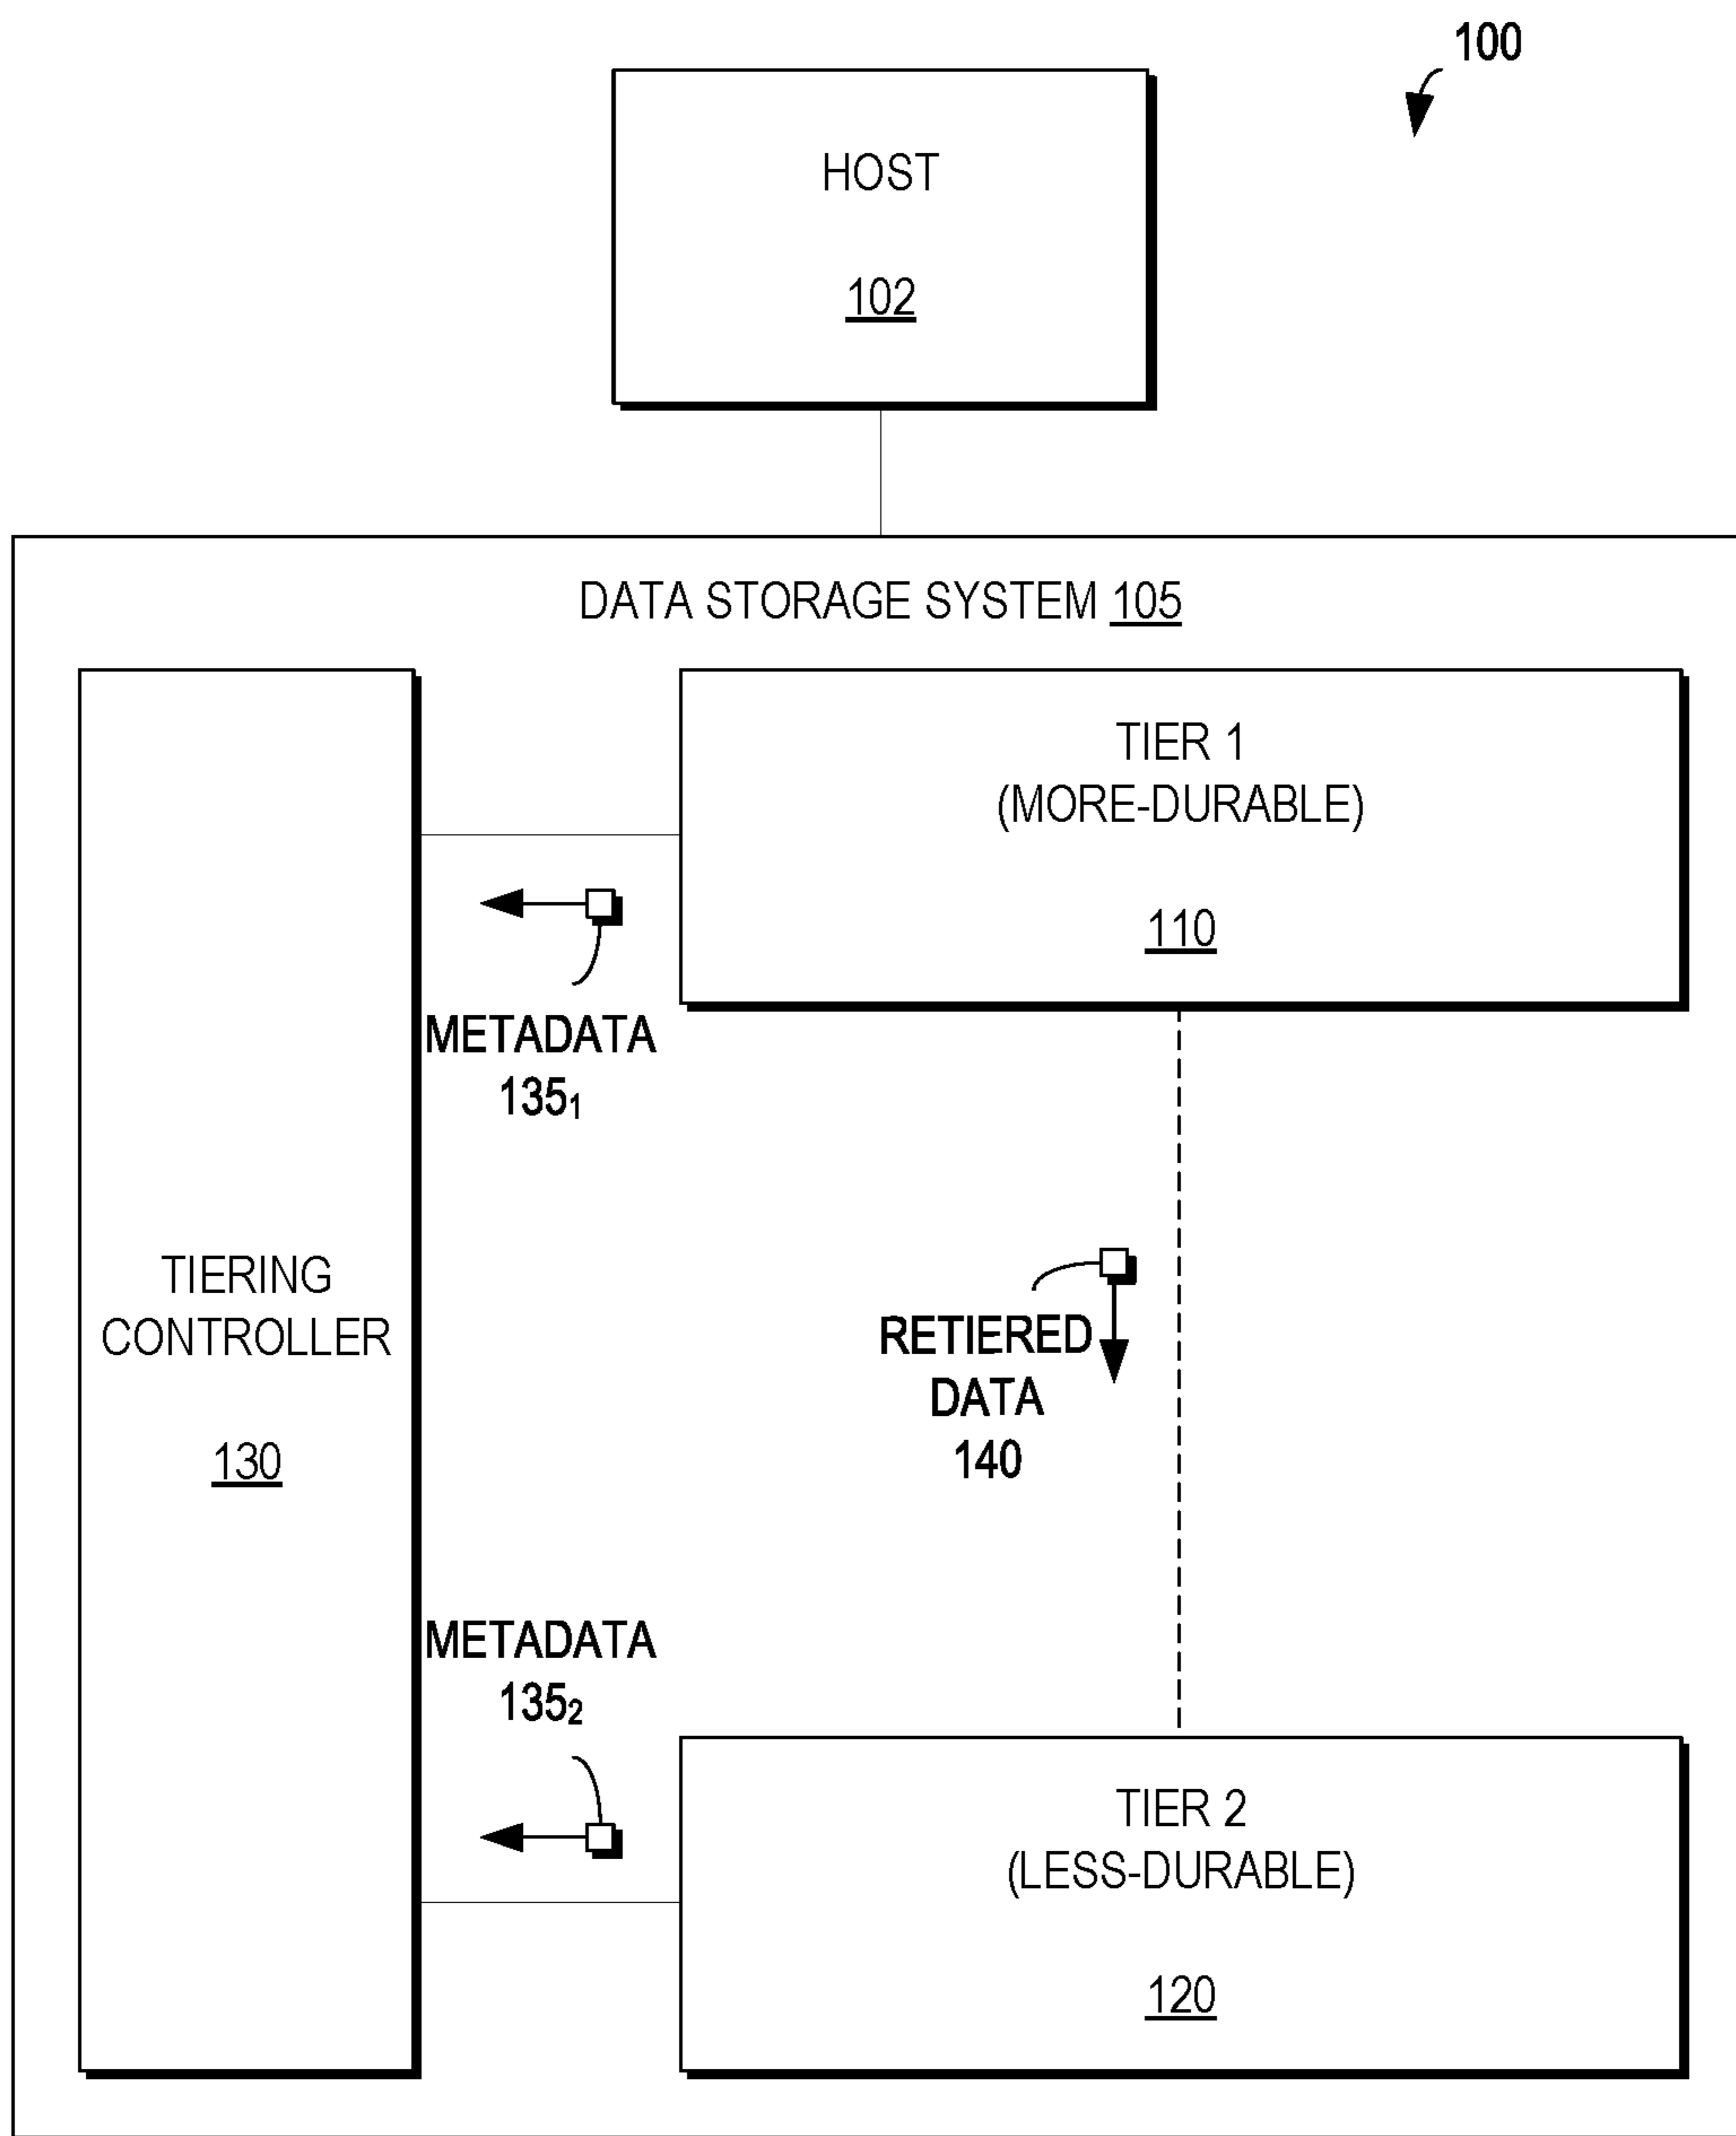 100
HOST
102
DATA STORAGE SYSTEM 105
TIER 1
(MORE-DURABLE)
110
METADATA
135₁
TIERING
CONTROLLER
130
RETIERED
DATA
140
METADATA
135₂
TIER 2
(LESS-DURABLE)
120